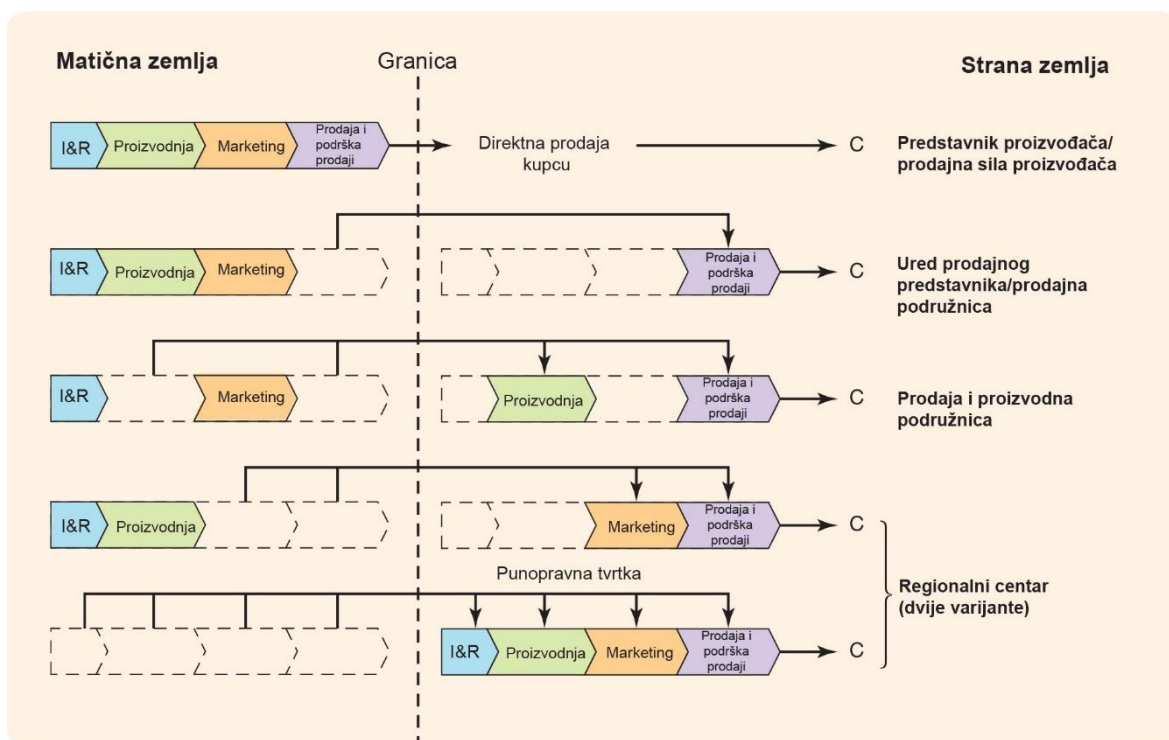 Matična zemlja
Granica
Strana zemlja
I&R
Proizvodnja
Marketing
Prodaja i
podrška
prodaji
Direktna prodaja
kupcu
C
Predstavnik proizvođača/
prodajna sila proizvođača
I&R
Proizvodnja
Marketing
Prodaja i
podrška
prodaji
C
Ured prodajnog
predstavnika/prodajna
podružnica
I&R
Marketing
Proizvodnja
Prodaja i
podrška
prodaji
C
Prodaja i proizvodna
podružnica
I&R
Proizvodnja
Marketing
Prodaja i
podrška
prodaji
C
Regionalni centar
(dvije varijante)
Punopravna tvrtka
I&R
Proizvodnja
Marketing
Prodaja i
podrška
prodaji
C